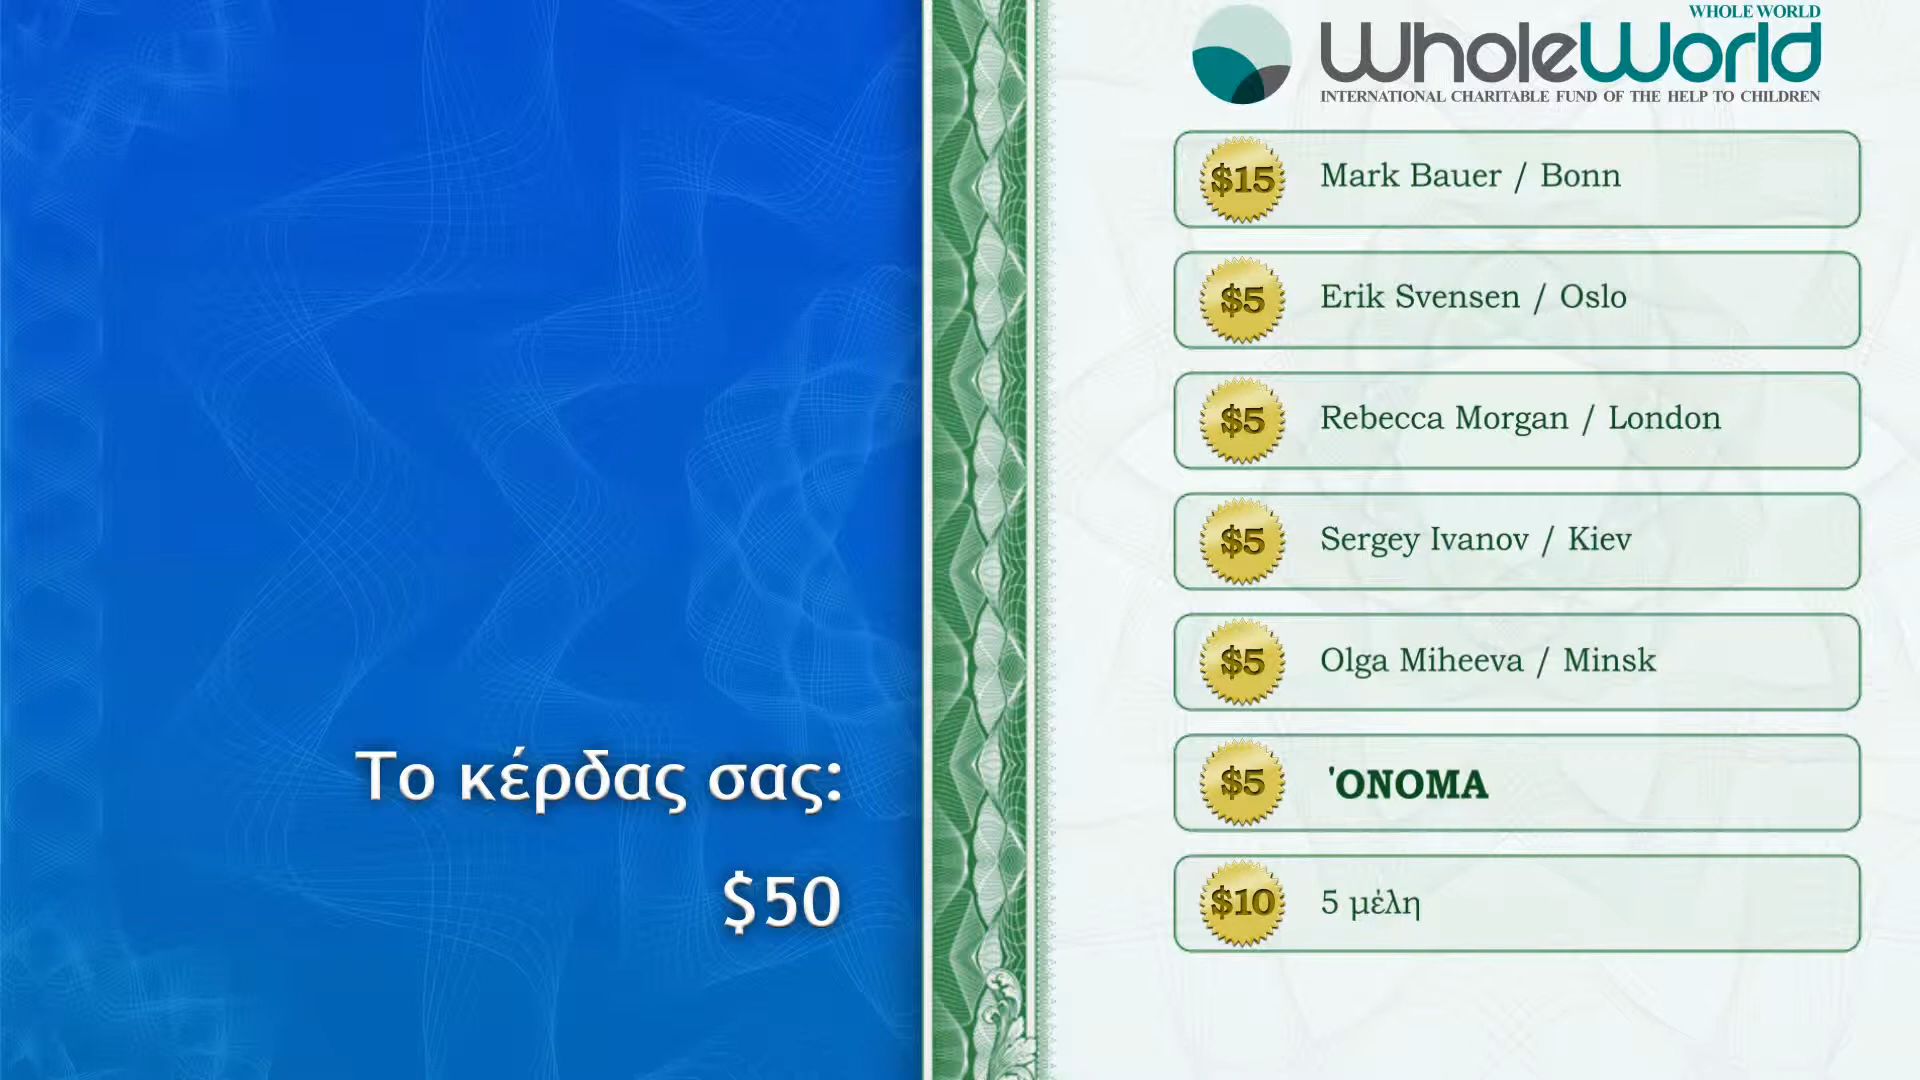 Το κέρδας σας:
$50
WHOLE WORLD
WholeWorld
INTERNATIONAL CHARITABLE FUND OF THE HELP TO CHILDREN
$15 Mark Bauer / Bonn
$5 Erik Svensen / Oslo
$5 Rebecca Morgan / London
$5 Sergey Ivanov / Kiev
$5 Olga Miheeva / Minsk
$5 'ΟΝΟΜΑ
$10 5 μέλη